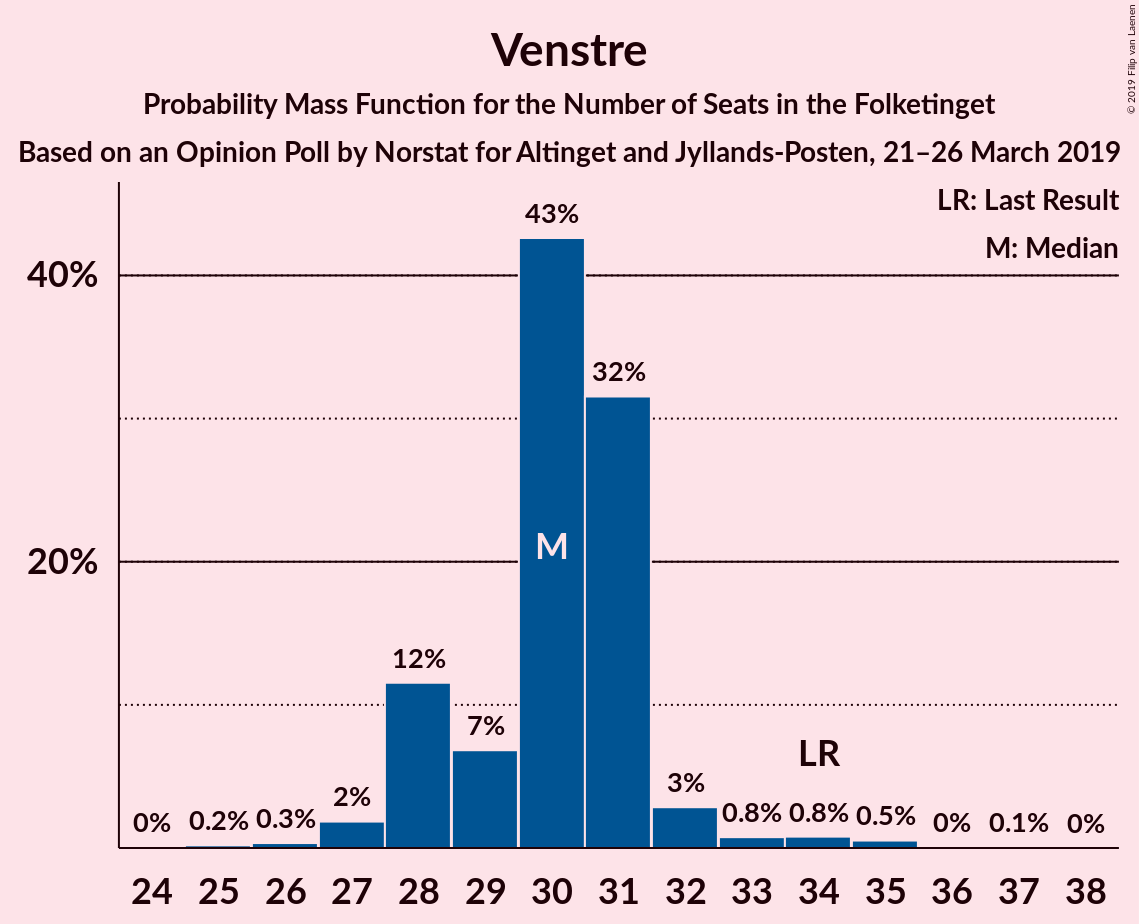 Venstre
Probability Mass Function for the Number of Seats in the Folketinget
Based on an Opinion Poll by Norstat for Altinget and Jyllands-Posten, 21–26 March 2019
© 2019 Filip van Laenen
LR: Last Result
M: Median
40%
20%
0%
0.2%
0.3%
2%
12%
7%
43%
M
32%
3%
0.8%
LR
0.8%
0.5%
0%
0.1%
0%
24 25 26 27 28 29 30 31 32 33 34 35 36 37 38